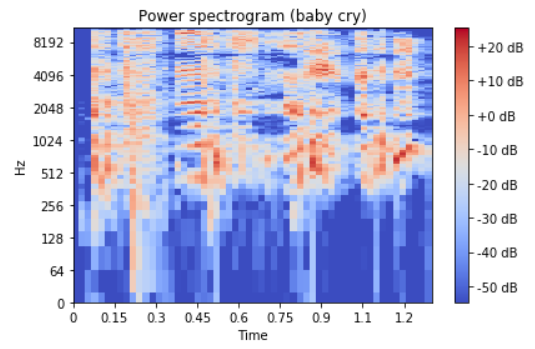 Power spectrogram (baby cry)
8192
4096
2048
1024
512
256
128
64
0
Hz
0 0.15 0.3 0.45 0.6 0.75 0.9 1.1 1.2
Time
+20 dB
+10 dB
+0 dB
-10 dB
-20 dB
-30 dB
-40 dB
-50 dB